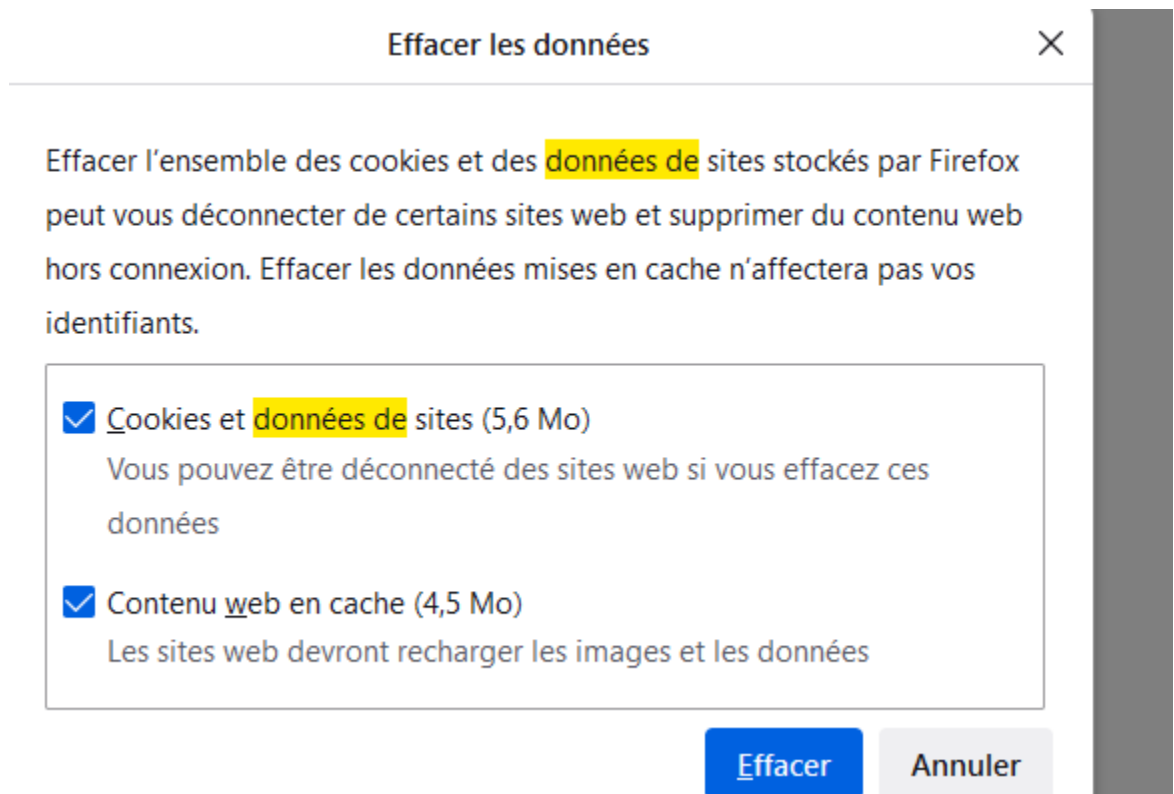 Effacer les données
Effacer l’ensemble des cookies et des données de sites stockés par Firefox
peut vous déconnecter de certains sites web et supprimer du contenu web
hors connexion. Effacer les données mises en cache n’affectera pas vos
identifiants.
Cookies et données de sites (5,6 Mo)
Vous pouvez être déconnecté des sites web si vous effacez ces
données
Contenu web en cache (4,5 Mo)
Les sites web devront recharger les images et les données
Effacer Annuler